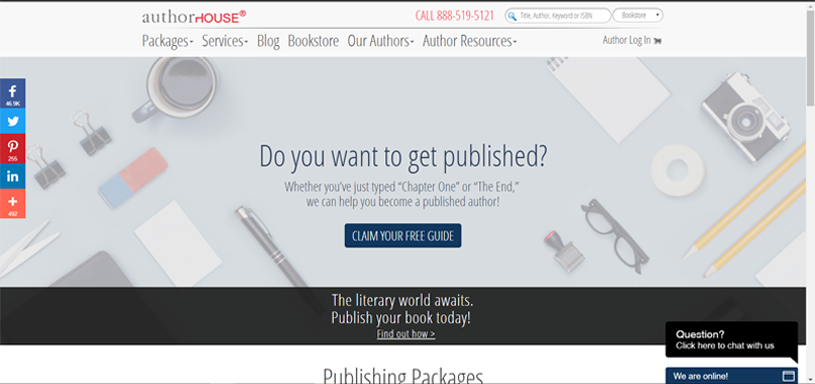 authorHOUSE®
CALL 888-519-5121
Title, Author, Keyword or ISBN
Bookstore
Packages
Services
Blog
Bookstore
Our Authors
Author Resources
Author Log In
46.9K
255
492
Do you want to get published?
Whether you've just typed “Chapter One” or “The End,”
we can help you become a published author!
CLAIM YOUR FREE GUIDE
The literary world awaits.
Publish your book today!
Find out how >
Question?
Click here to chat with us
We are online!
Publishing Packages